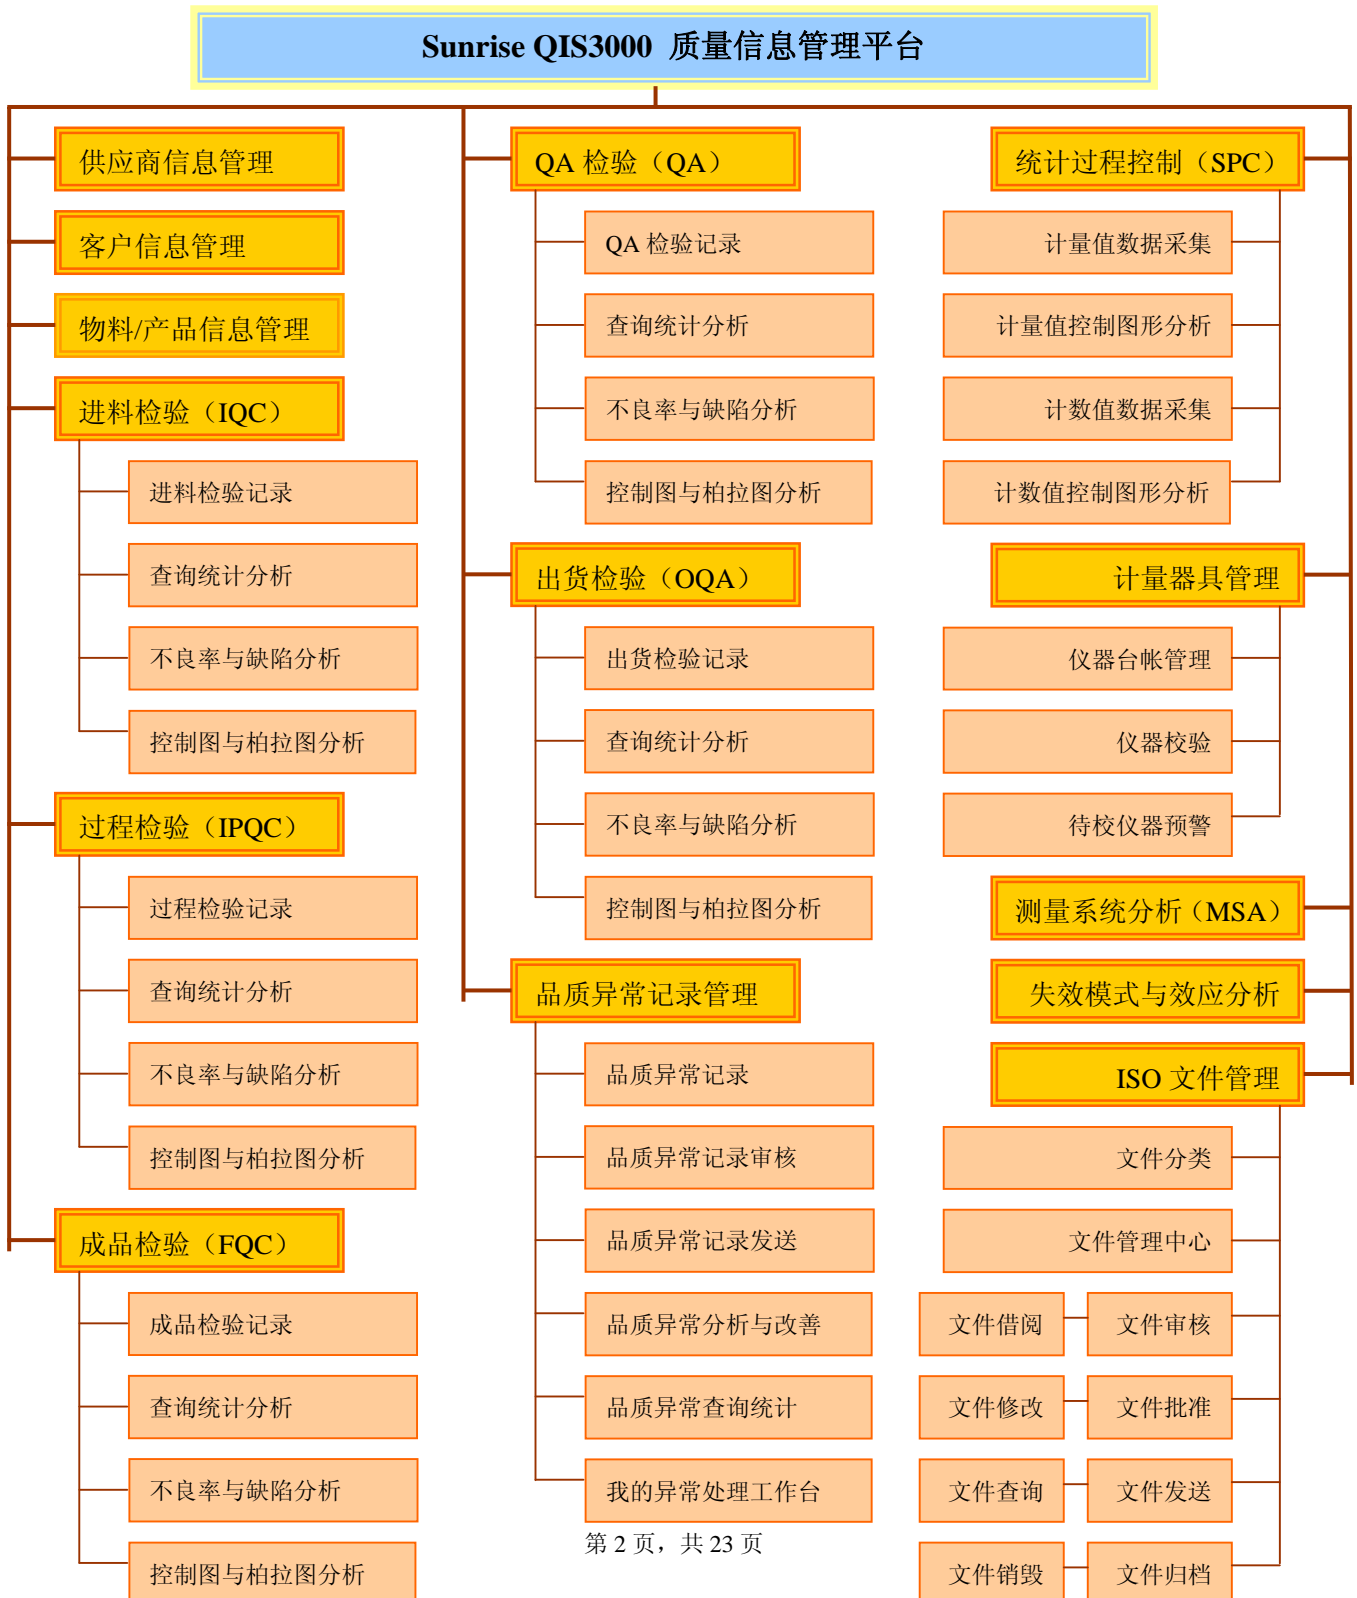 Sunrise QIS3000 质量信息管理平台
供应商信息管理
客户信息管理
物料/产品信息管理
进料检验（IQC）
进料检验记录
查询统计分析
不良率与缺陷分析
控制图与柏拉图分析
过程检验（IPQC）
过程检验记录
查询统计分析
不良率与缺陷分析
控制图与柏拉图分析
成品检验（FQC）
成品检验记录
查询统计分析
不良率与缺陷分析
控制图与柏拉图分析
QA 检验（QA）
QA 检验记录
查询统计分析
不良率与缺陷分析
控制图与柏拉图分析
出货检验（OQA）
出货检验记录
查询统计分析
不良率与缺陷分析
控制图与柏拉图分析
品质异常记录管理
品质异常记录
品质异常记录审核
品质异常记录发送
品质异常分析与改善
品质异常查询统计
我的异常处理工作台
统计过程控制（SPC）
计量值数据采集
计量值控制图形分析
计数值数据采集
计数值控制图形分析
计量器具管理
仪器台帐管理
仪器校验
待校仪器预警
测量系统分析（MSA）
失效模式与效应分析
ISO 文件管理
文件分类
文件管理中心
文件借阅 文件审核
文件修改 文件批准
文件查询 文件发送
文件销毁 文件归档
第 2 页，共 23 页